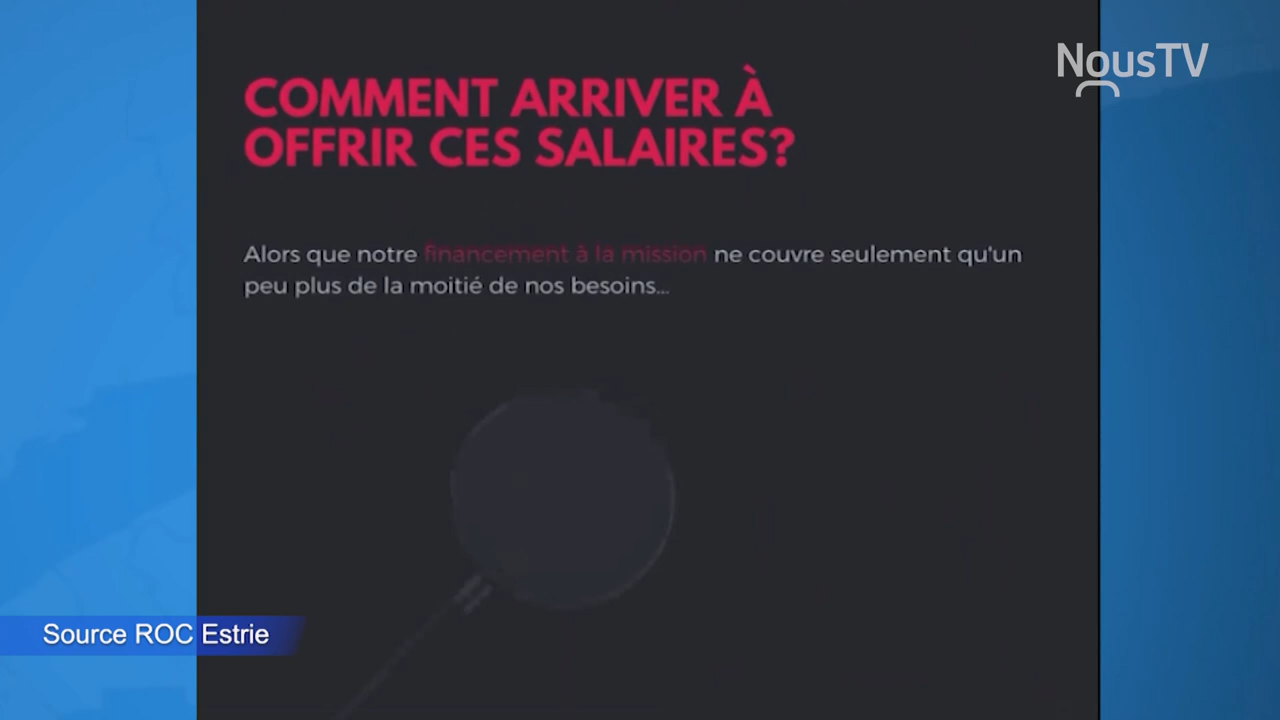 NousTV
COMMENT ARRIVER À
OFFRIR CES SALAIRES?
Alors que notre financement à la mission ne couvre seulement qu'un
peu plus de la moitié de nos besoins...
Source ROC Estrie